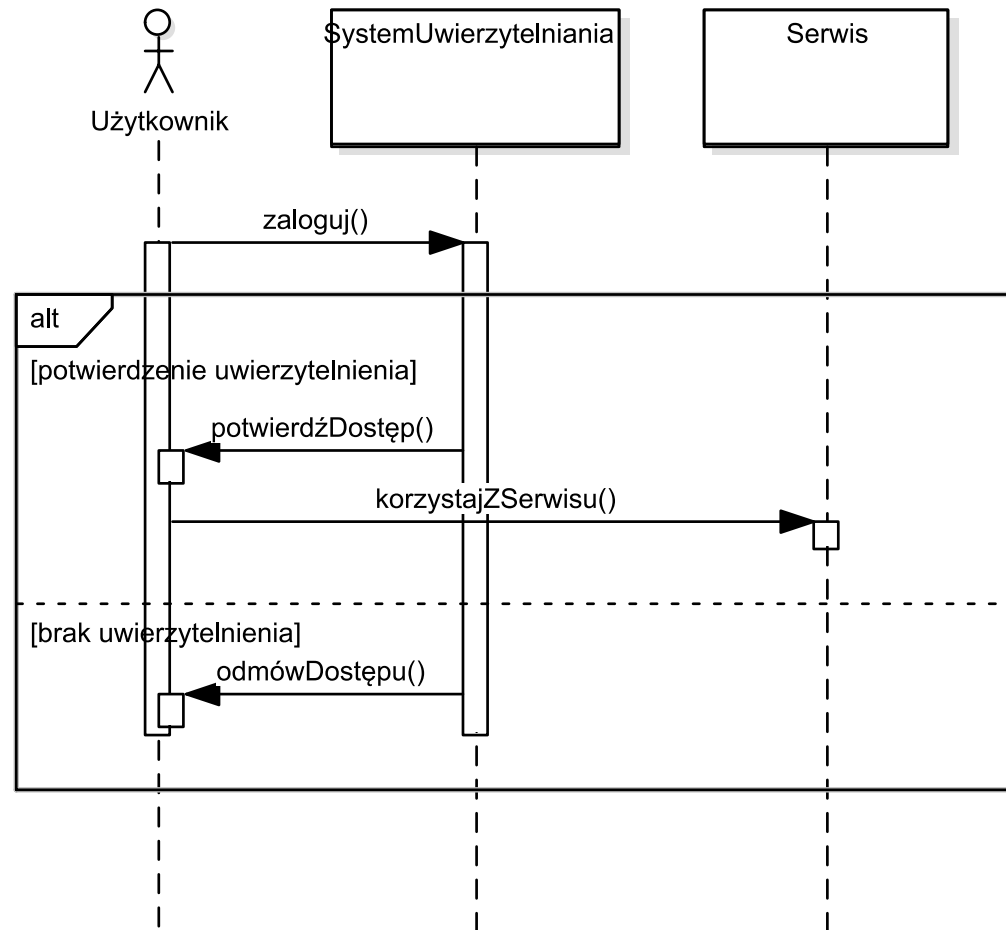 Użytkownik
SystemUwierzytelniania
Serwis
zaloguj()
alt
[potwierdzenie uwierzytelnienia]
potwierdźDostęp()
korzystajZSerwisu()
[brak uwierzytelnienia]
odmówDostępu()